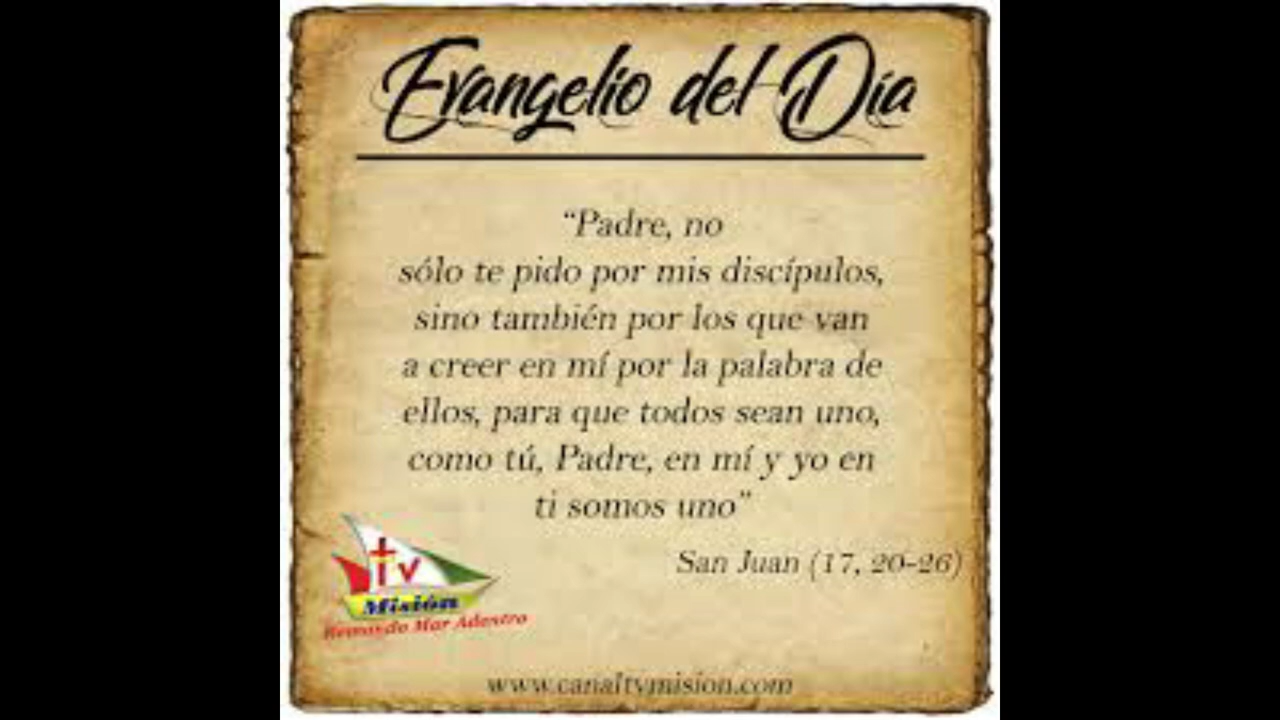 Evangelio del Día
“Padre, no
sólo te pido por mis discípulos,
sino también por los que van
a creer en mí por la palabra de
ellos, para que todos sean uno,
como tú, Padre, en mí y yo en
ti somos uno”
San Juan (17, 20-26)
tv
Misión
Remando Mar Adentro
www.canaltvmision.com